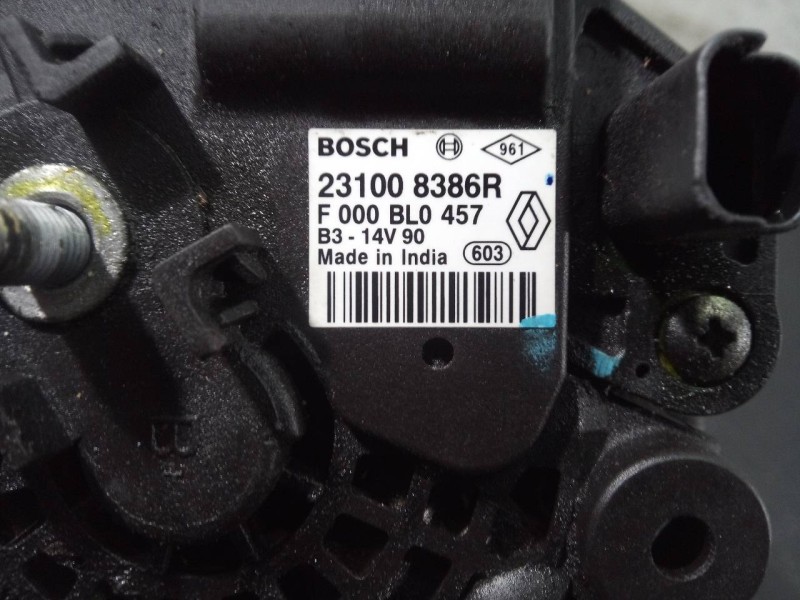 BOSCH 961
23100 8386R
F 000 BL0 457
B3 - 14V 90
Made in India 603
B+